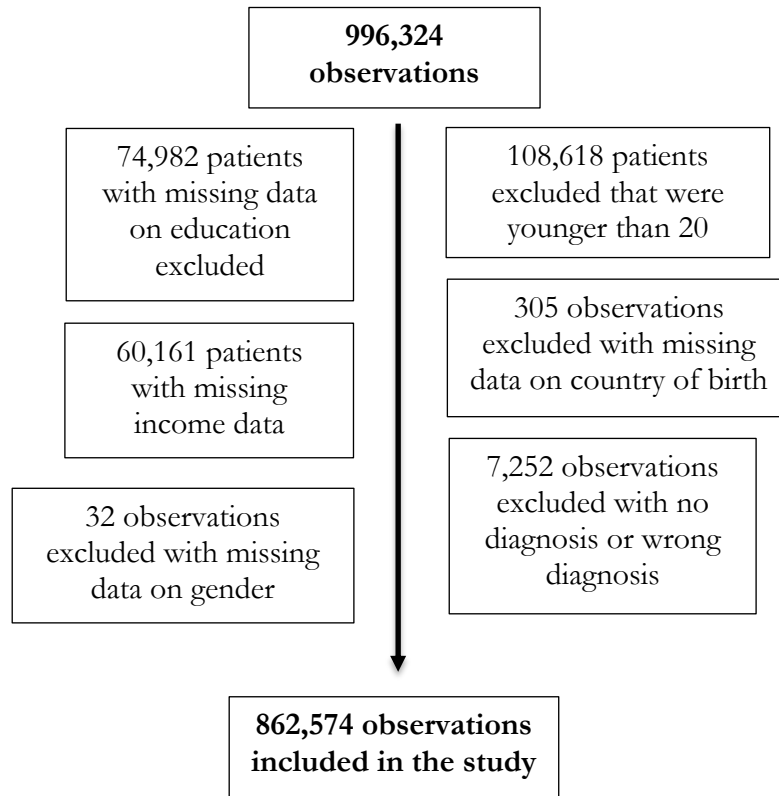 996,324
observations
74,982 patients
with missing data
on education
excluded
108,618 patients
excluded that were
younger than 20
60,161 patients
with missing
income data
305 observations
excluded with missing
data on country of birth
32 observations
excluded with missing
data on gender
7,252 observations
excluded with no
diagnosis or wrong
diagnosis
862,574 observations
included in the study